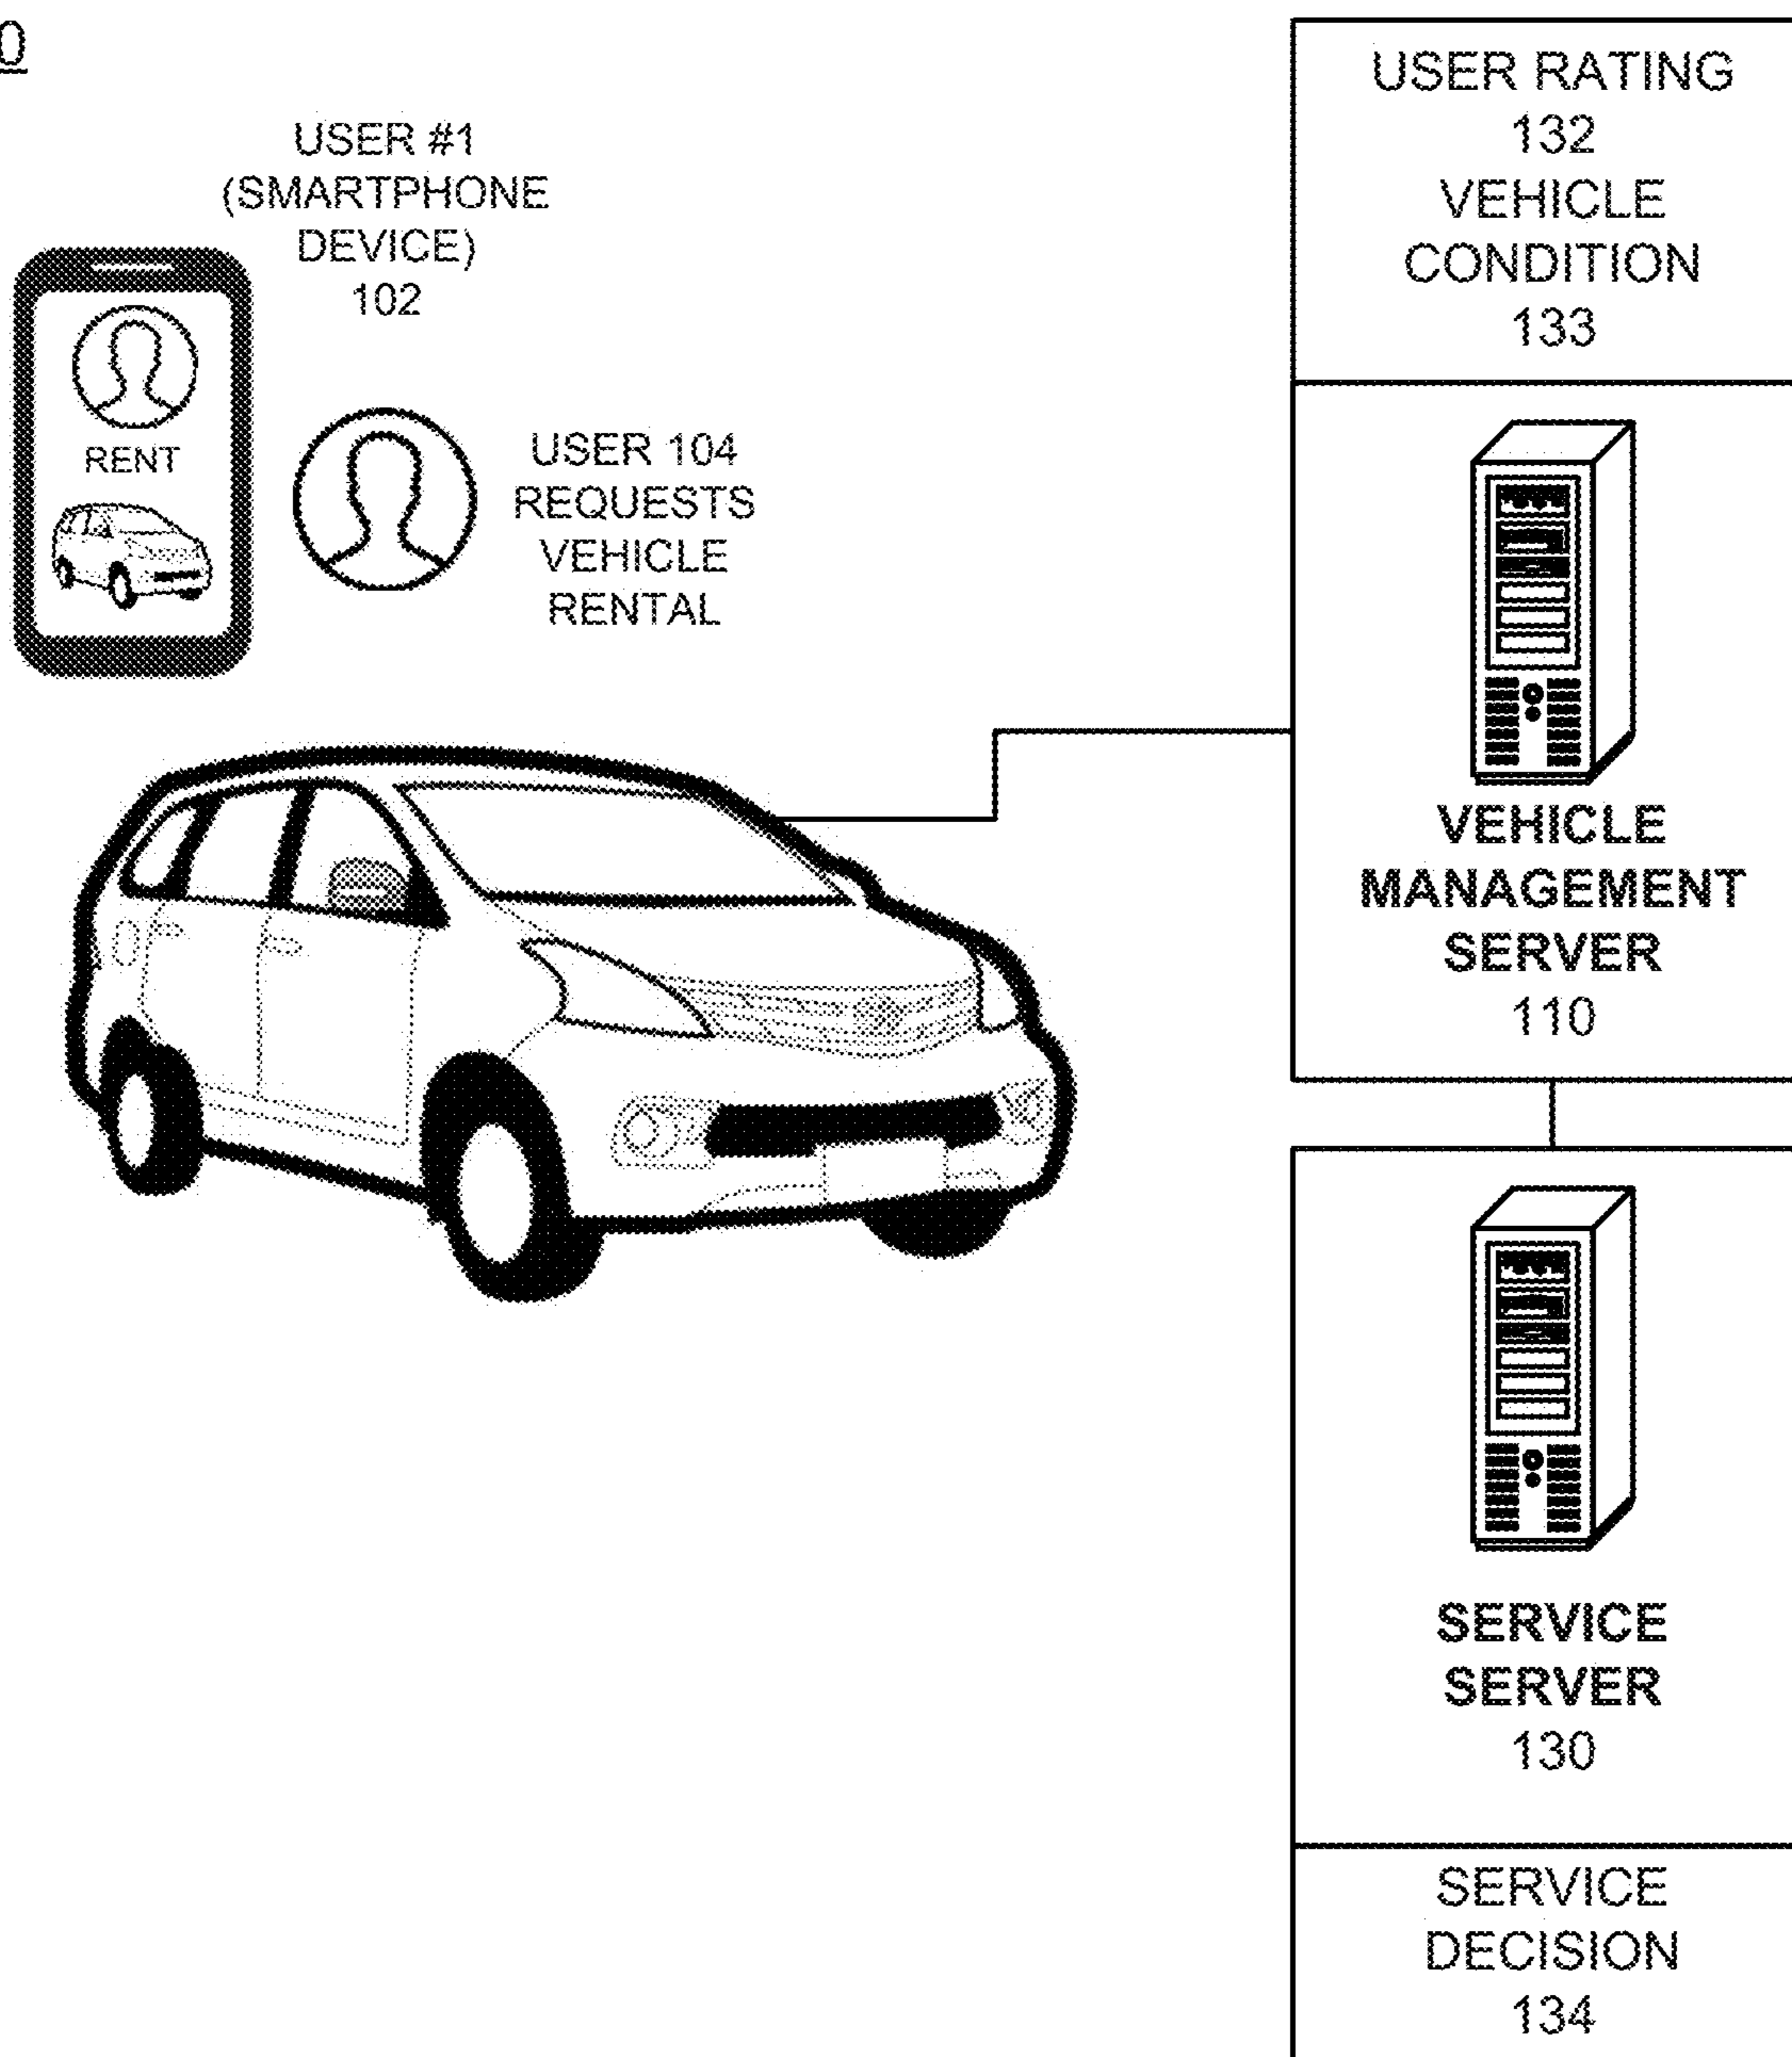 0
USER #1
(SMARTPHONE
DEVICE)
102
RENT
USER 104
REQUESTS
VEHICLE
RENTAL
USER RATING
132
VEHICLE
CONDITION
133
VEHICLE
MANAGEMENT
SERVER
110
SERVICE
SERVER
130
SERVICE
DECISION
134